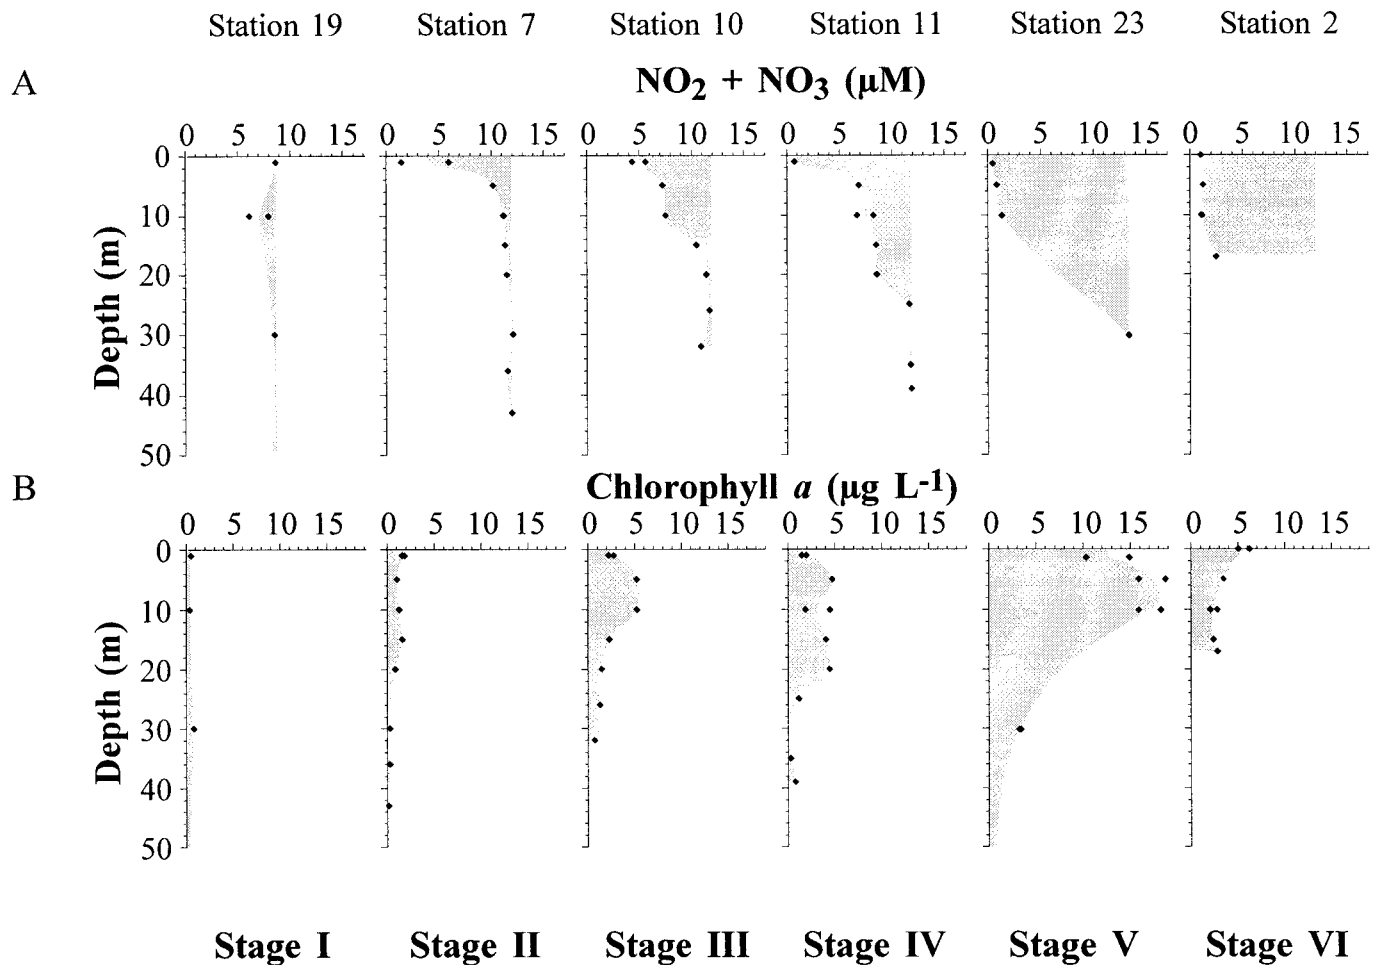 Station 19 Station 7 Station 10 Station 11 Station 23 Station 2
A
NO2 + NO3 (µM)
0 5 10 15 0 5 10 15 0 5 10 15 0 5 10 15 0 5 10 15 0 5 10 15
0
10
20
30
40
50
Depth (m)
B
Chlorophyll a (µg L-1)
0 5 10 15 0 5 10 15 0 5 10 15 0 5 10 15 0 5 10 15 0 5 10 15
0
10
20
30
40
50
Depth (m)
Stage I Stage II Stage III Stage IV Stage V Stage VI